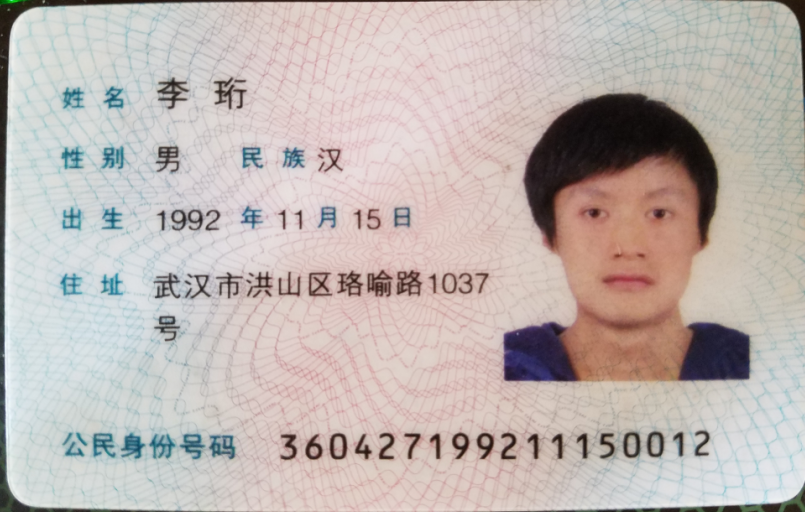 姓名 李珩
性别 男 民族 汉
出生 1992 年 11 月 15 日
住址 武汉市洪山区珞喻路1037
号
公民身份号码 360427199211150012